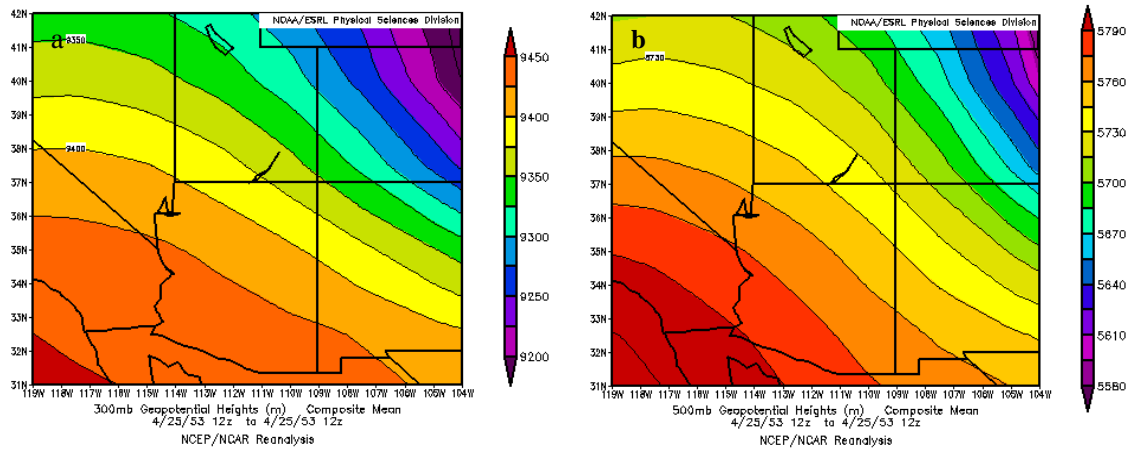 NOAA/ESRL Physical Sciences Division
a
42N
41N
40N
39N
38N
37N
36N
35N
34N
33N
32N
31N
9350
9400
119W 118W 117W 116W 115W 114W 113W 112W 111W 110W 109W 108W 107W 106W 105W 104W
9450
9400
9350
9300
9250
9200
300mb Geopotential Heights (m) Composite Mean
4/25/53 12z to 4/25/53 12z
NCEP/NCAR Reanalysis
NOAA/ESRL Physical Sciences Division
b
42N
41N
40N
39N
38N
37N
36N
35N
34N
33N
32N
31N
5730
119W 118W 117W 116W 115W 114W 113W 112W 111W 110W 109W 108W 107W 106W 105W 104W
5790
5760
5730
5700
5670
5640
5610
5580
500mb Geopotential Heights (m) Composite Mean
4/25/53 12z to 4/25/53 12z
NCEP/NCAR Reanalysis